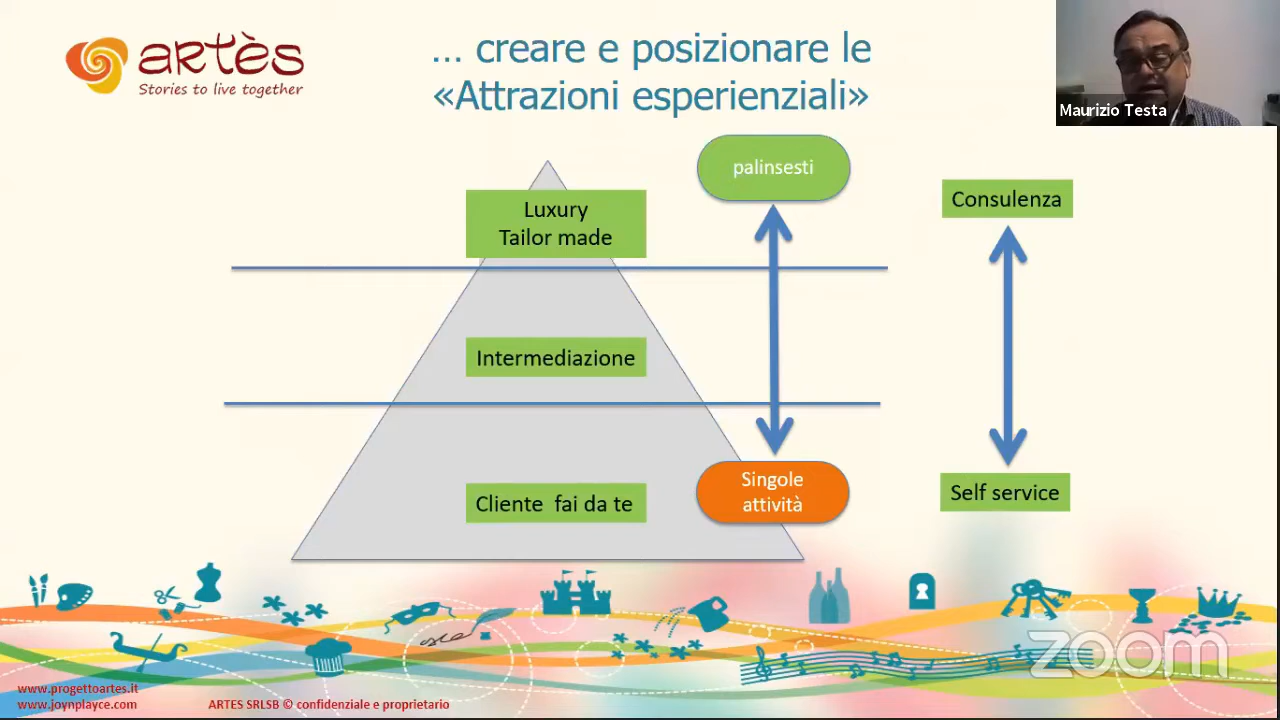 artès
Stories to live together
... creare e posizionare le
«Attrazioni esperienziali»
Maurizio Testa
palinsesti
Consulenza
Luxury
Tailor made
Intermediazione
Cliente fai da te
Singole
attività
Self service
zoom
www.progettoartes.it
www.joynplayce.com
ARTES SRLSB © confidenziale e proprietario